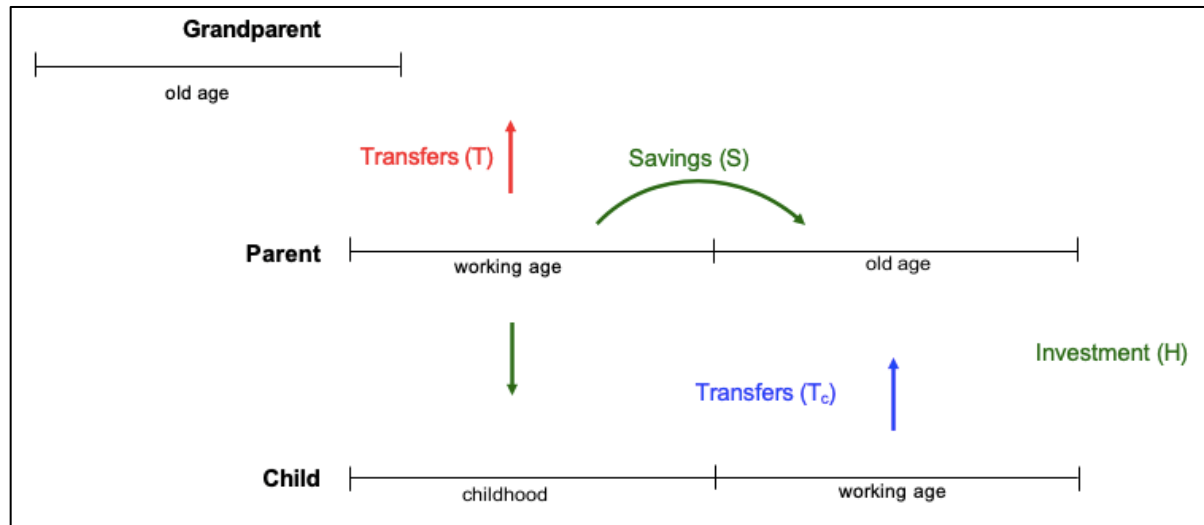 Grandparent
old age
Transfers (T)
Savings (S)
Parent
working age
old age
Investment (H)
Transfers (Tc)
Child
childhood
working age